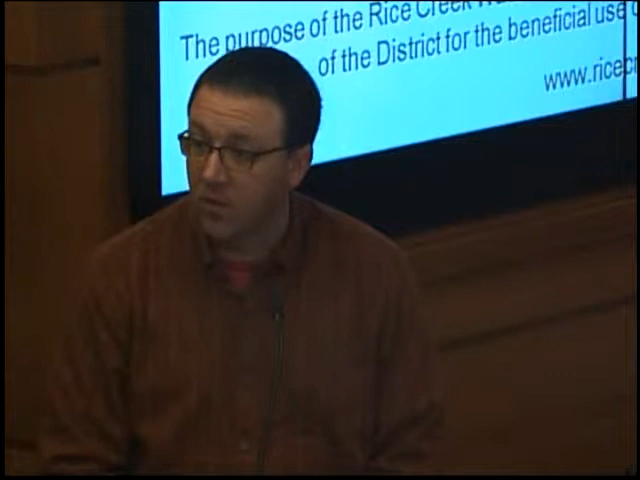 The purpose of the Rice Creek
of the District for the beneficial use
www.ricec